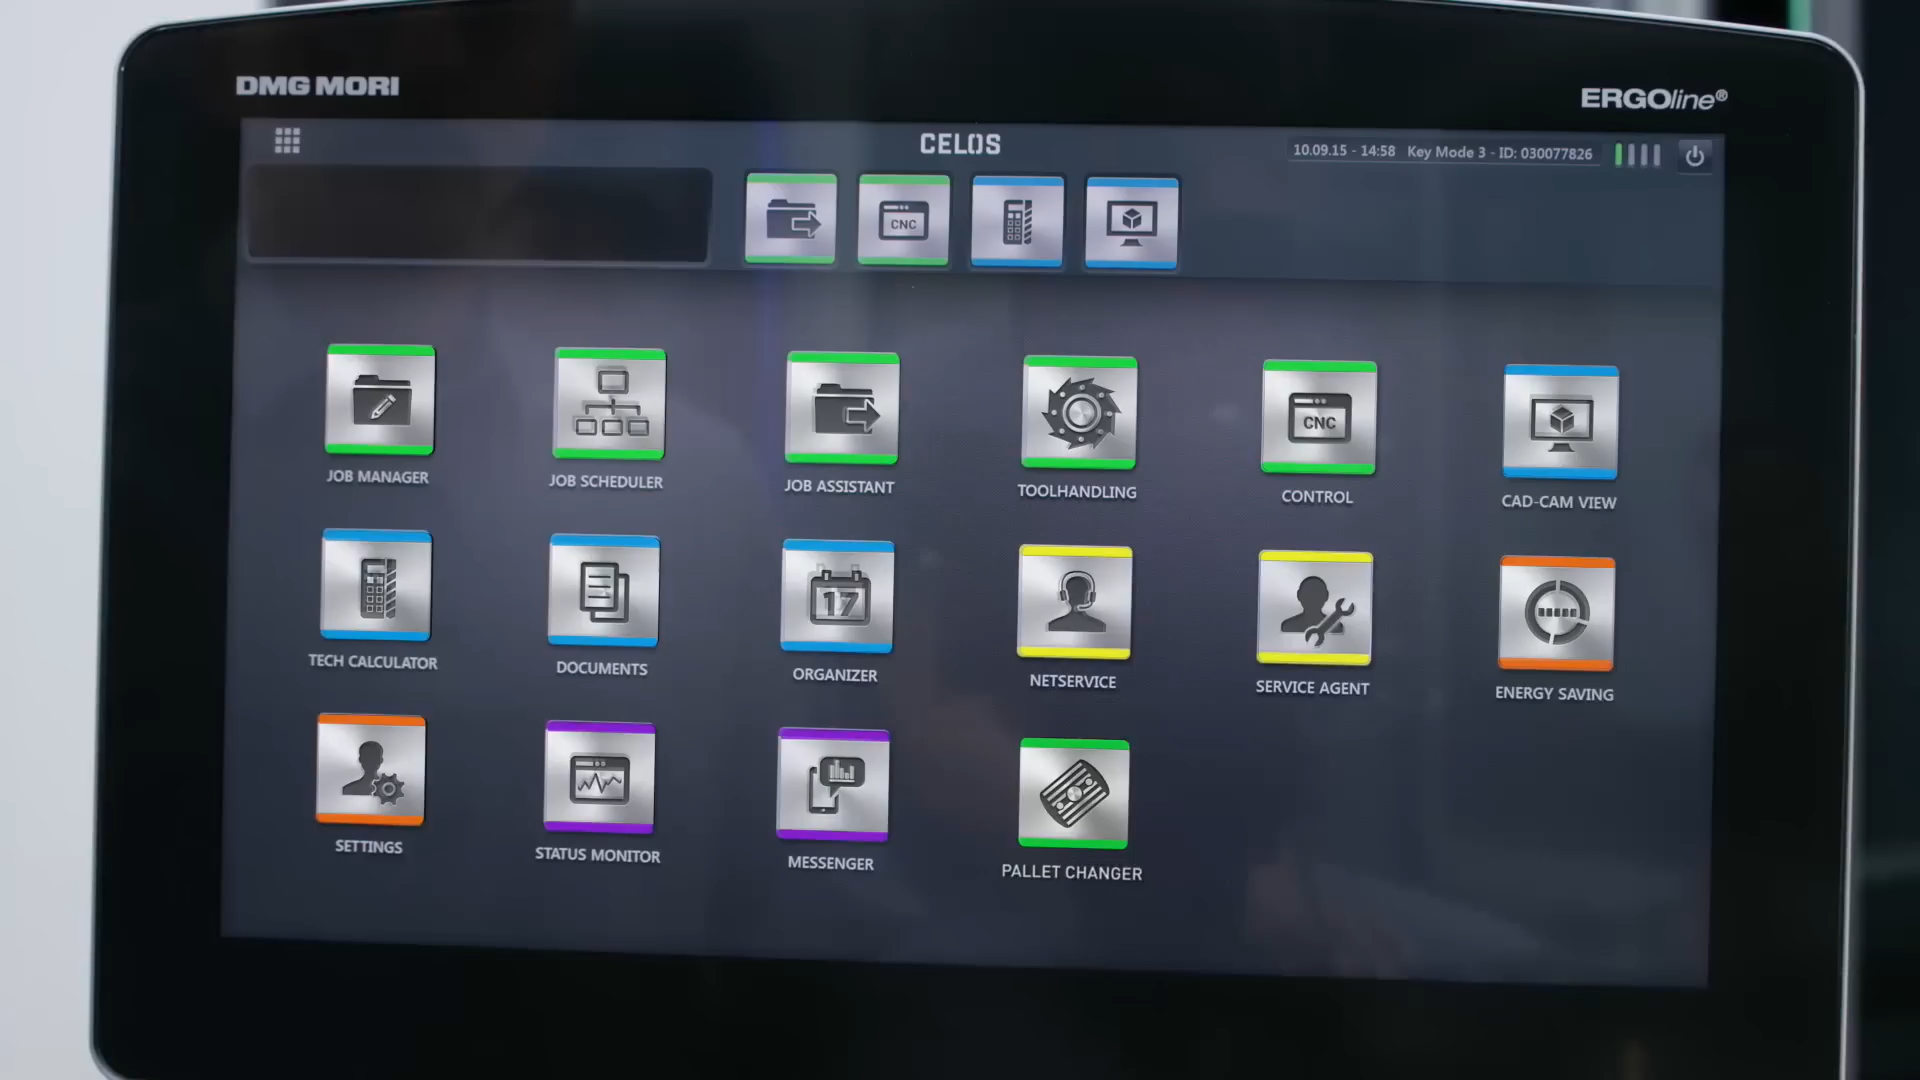 DMG MORI
ERGOline®
CELOS
10.09.15 - 14:58 Key Mode 3 - ID: 030077826
CNC
CNC
JOB MANAGER
JOB SCHEDULER
JOB ASSISTANT
TOOLHANDLING
CONTROL
CAD-CAM VIEW
17
TECH CALCULATOR
DOCUMENTS
ORGANIZER
NETSERVICE
SERVICE AGENT
ENERGY SAVING
SETTINGS
STATUS MONITOR
MESSENGER
PALLET CHANGER